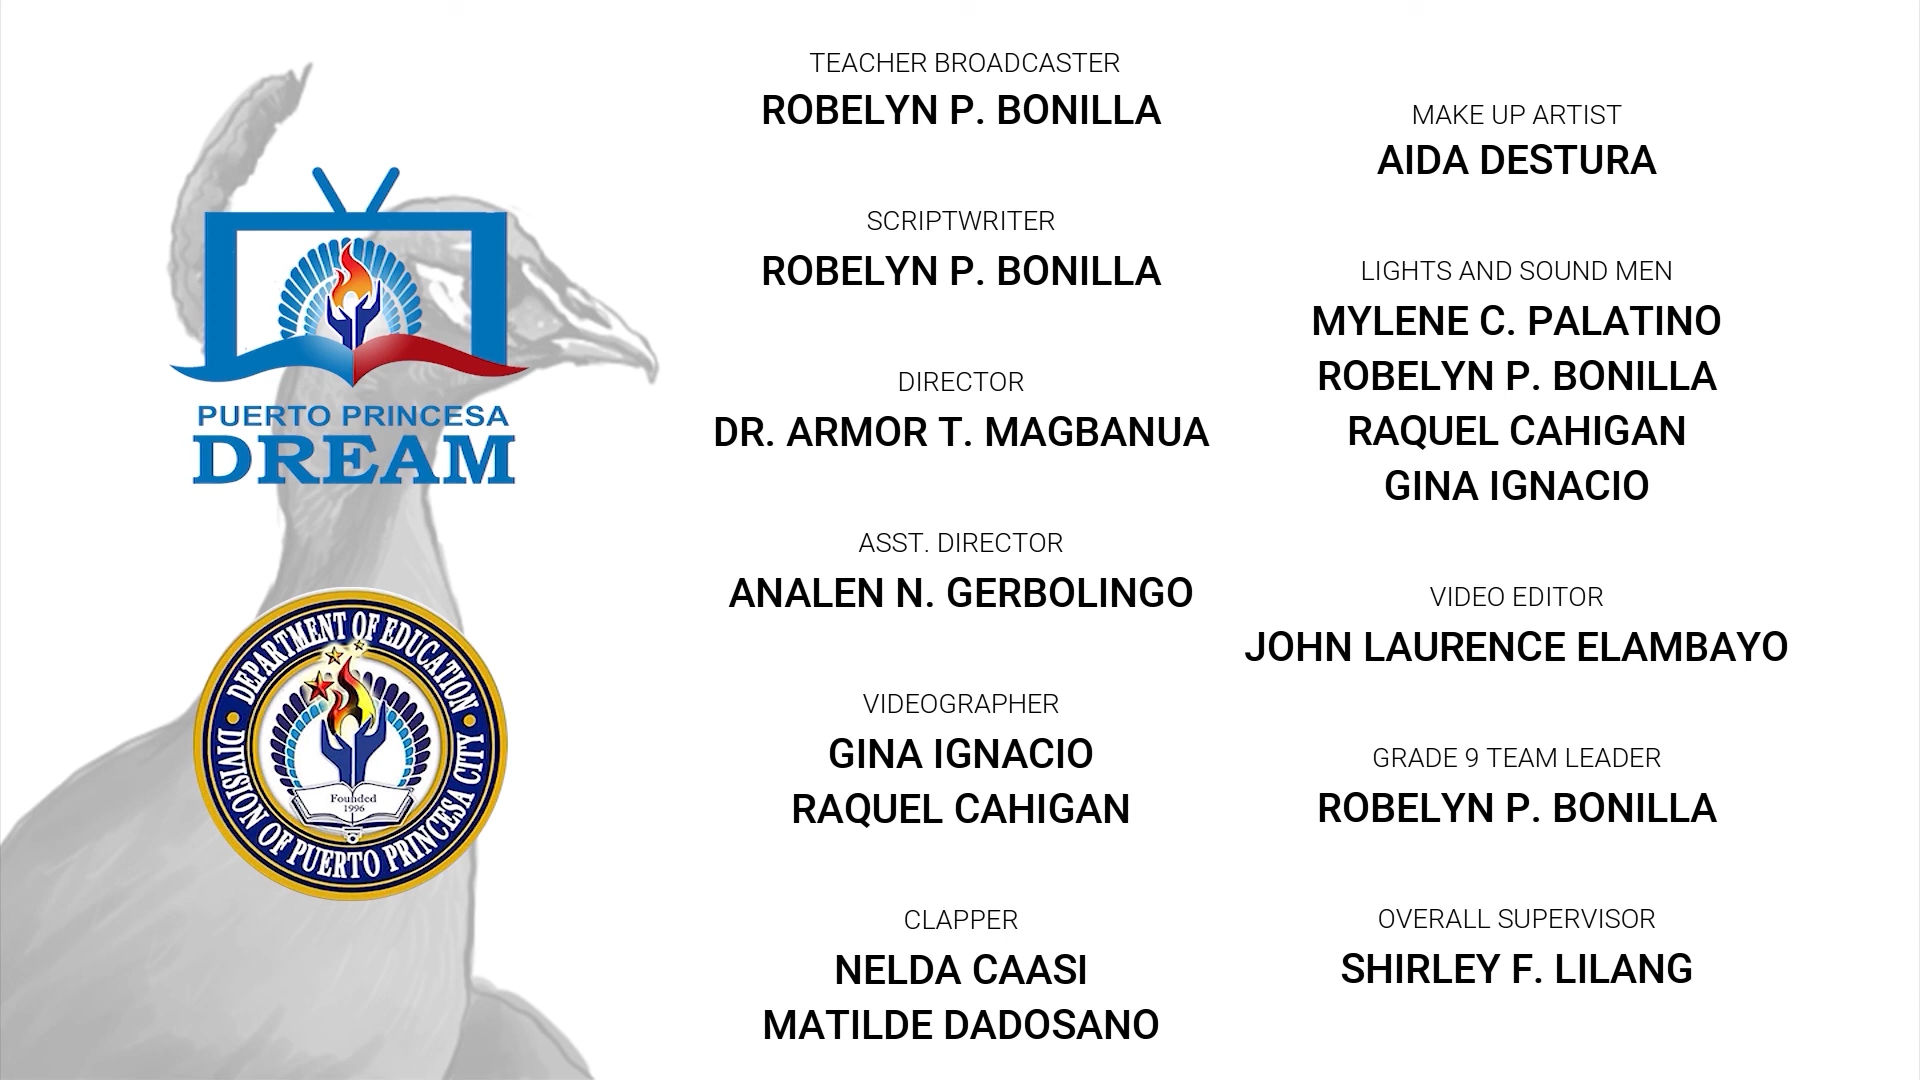 PUERTO PRINCESA
DREAM
DEPARTMENT OF EDUCATION
DIVISION OF PUERTO PRINCESA CITY
Founded
1996
TEACHER BROADCASTER
ROBELYN P. BONILLA
SCRIPTWRITER
ROBELYN P. BONILLA
DIRECTOR
DR. ARMOR T. MAGBANUA
ASST. DIRECTOR
ANALEN N. GERBOLINGO
VIDEOGRAPHER
GINA IGNACIO
RAQUEL CAHIGAN
CLAPPER
NELDA CAASI
MATILDE DADOSANO
MAKE UP ARTIST
AIDA DESTURA
LIGHTS AND SOUND MEN
MYLENE C. PALATINO
ROBELYN P. BONILLA
RAQUEL CAHIGAN
GINA IGNACIO
VIDEO EDITOR
JOHN LAURENCE ELAMBAYO
GRADE 9 TEAM LEADER
ROBELYN P. BONILLA
OVERALL SUPERVISOR
SHIRLEY F. LILANG